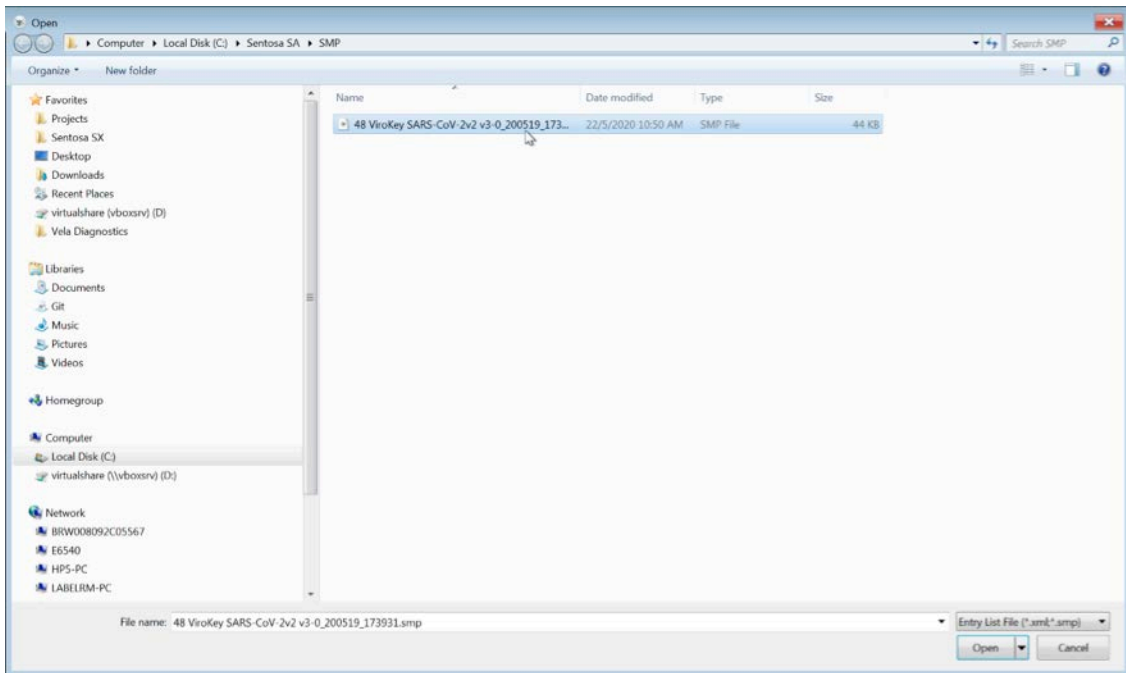 Open
Computer ▸ Local Disk (C:) ▸ Sentosa SA ▸ SMP
Search SMP
Organize
New folder
Name Date modified Type Size
48 ViroKey SARS-CoV-2v2 v3-0_200519_173... 22/5/2020 10:50 AM SMP File 44 KB
Favorites
Projects
Sentosa SX
Desktop
Downloads
Recent Places
virtualshare (vboxsrv) (D)
Vela Diagnostics
Libraries
Documents
Git
Music
Pictures
Videos
Homegroup
Computer
Local Disk (C:)
virtualshare (\\vboxsrv) (D:)
Network
BRW008092C05567
E6540
HP5-PC
LABELRM-PC
File name: 48 ViroKey SARS-CoV-2v2 v3-0_200519_173931.smp
Entry List File (*.xml;*.smp)
Open
Cancel